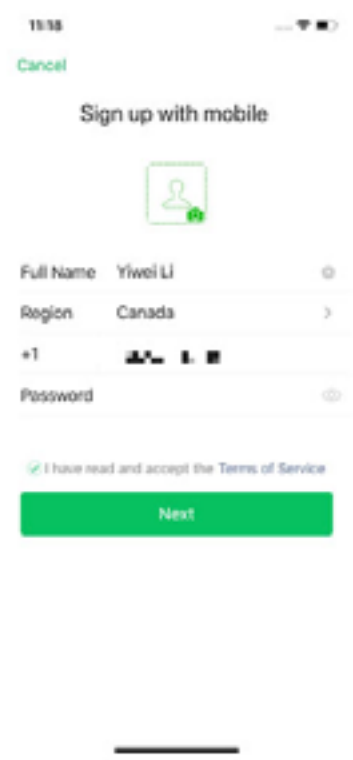 11:18
Cancel
Sign up with mobile
Full Name Yiwei Li
Region Canada
+1
Password
I have read and accept the Terms of Service
Next